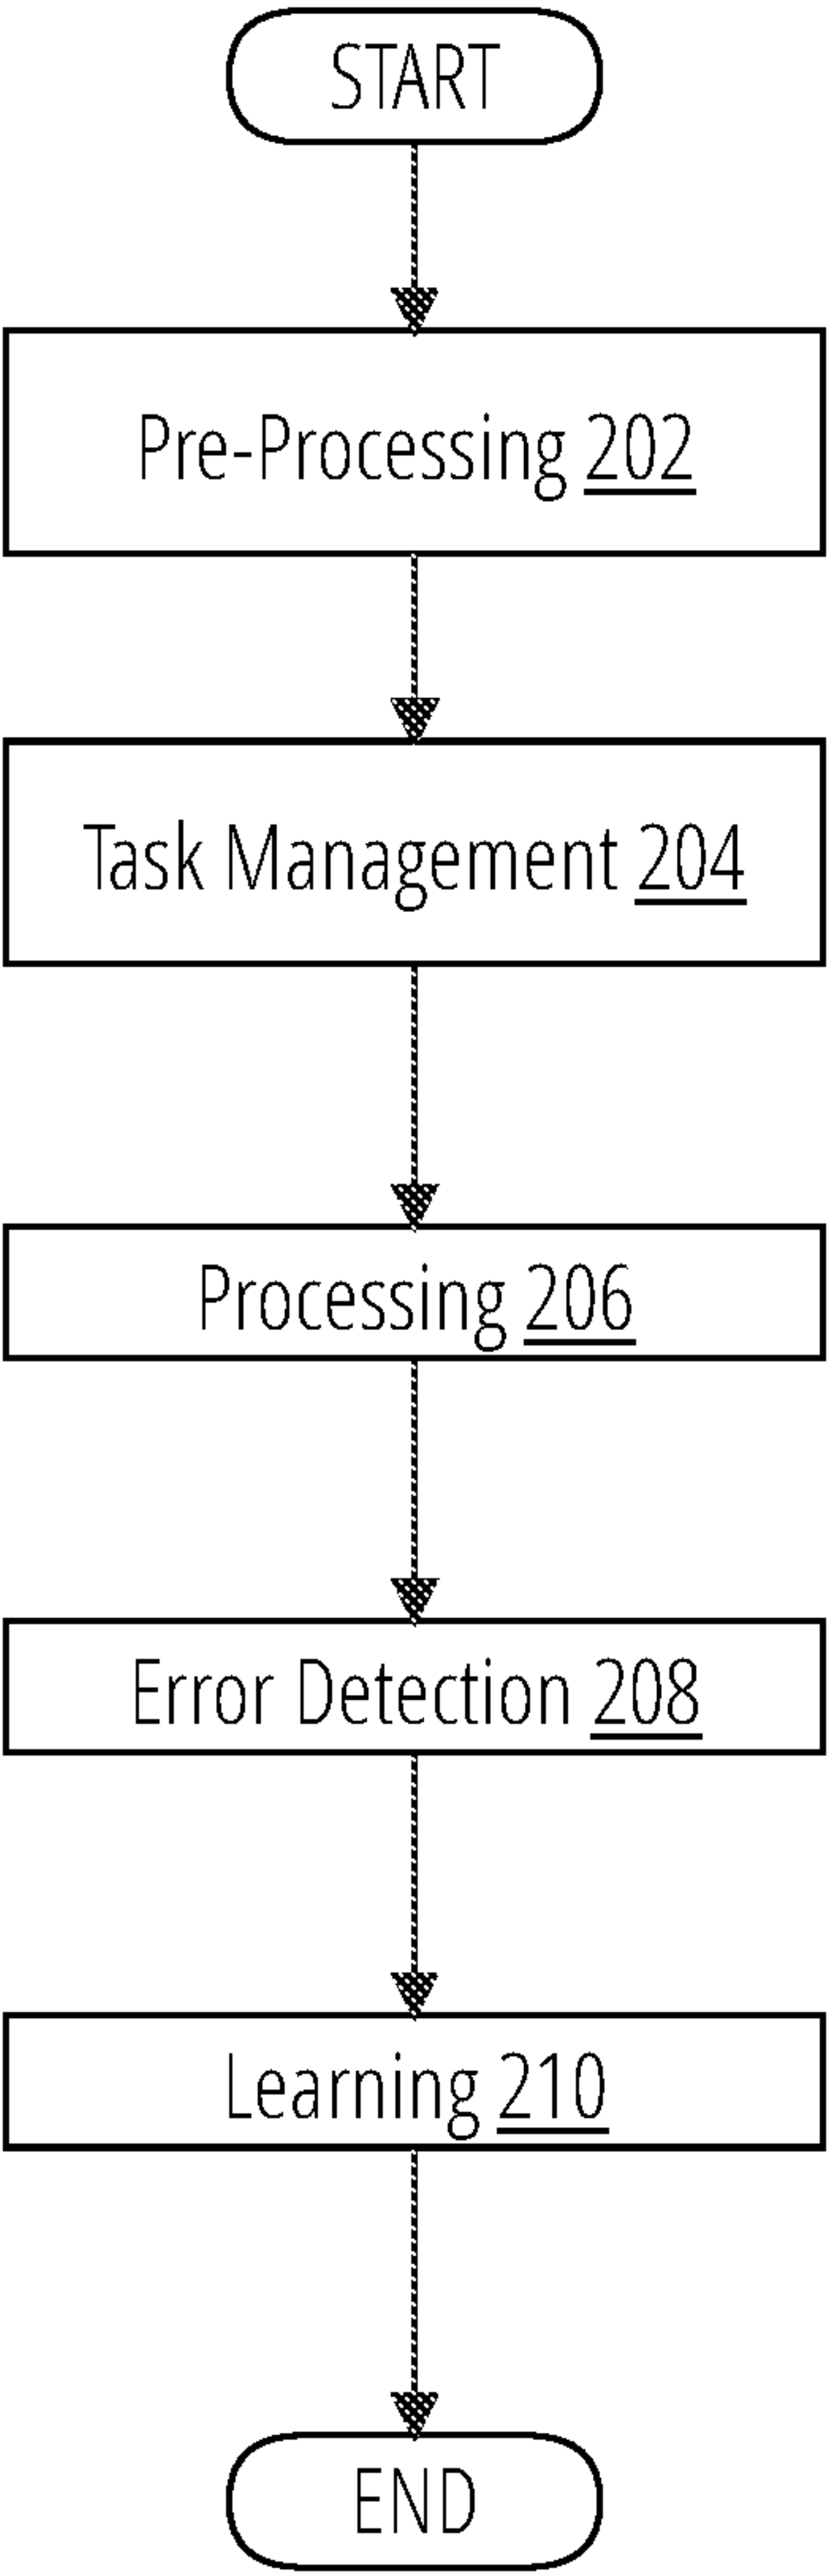 START
Pre-Processing 202
Task Management 204
Processing 206
Error Detection 208
Learning 210
END